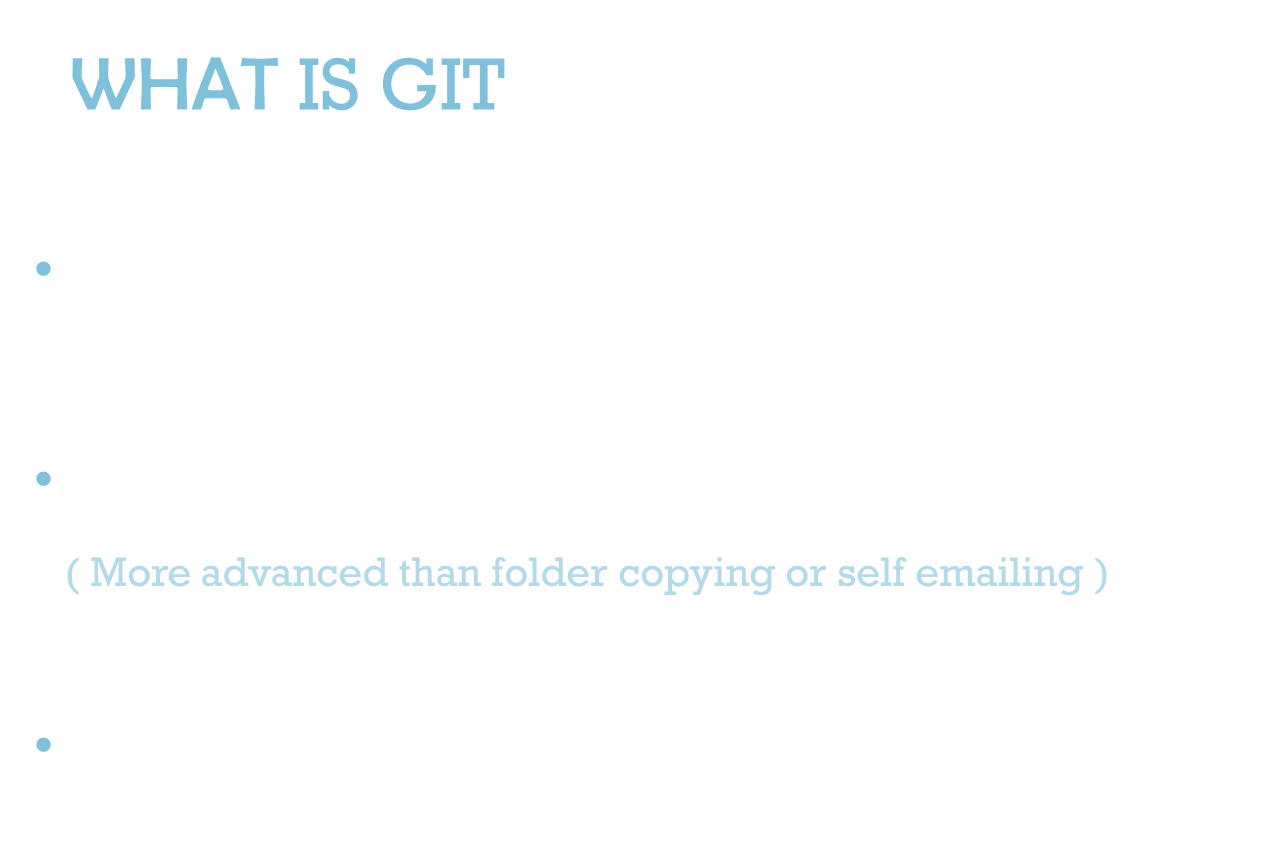 WHAT IS GIT
•
•
( More advanced than folder copying or self emailing )
•